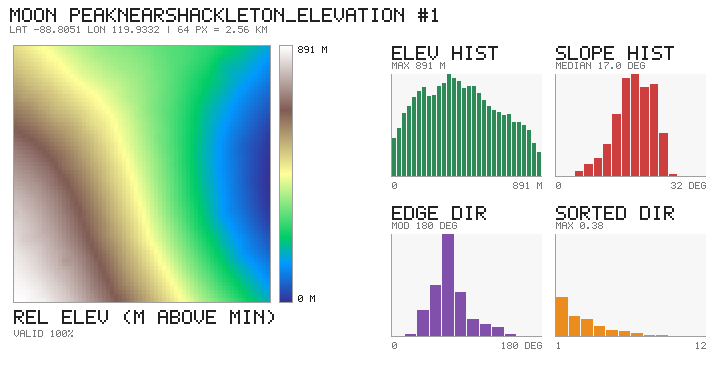 MOON PEAKNEARSHACKLETON_ELEVATION #1
LAT -88.8051 LON 119.9332 | 64 PX = 2.56 KM
891 M
0 M
REL ELEV (M ABOVE MIN)
VALID 100%
ELEV HIST
MAX 891 M
0 891 M
SLOPE HIST
MEDIAN 17.0 DEG
0 32 DEG
EDGE DIR
MOD 180 DEG
0 180 DEG
SORTED DIR
MAX 0.38
1 12